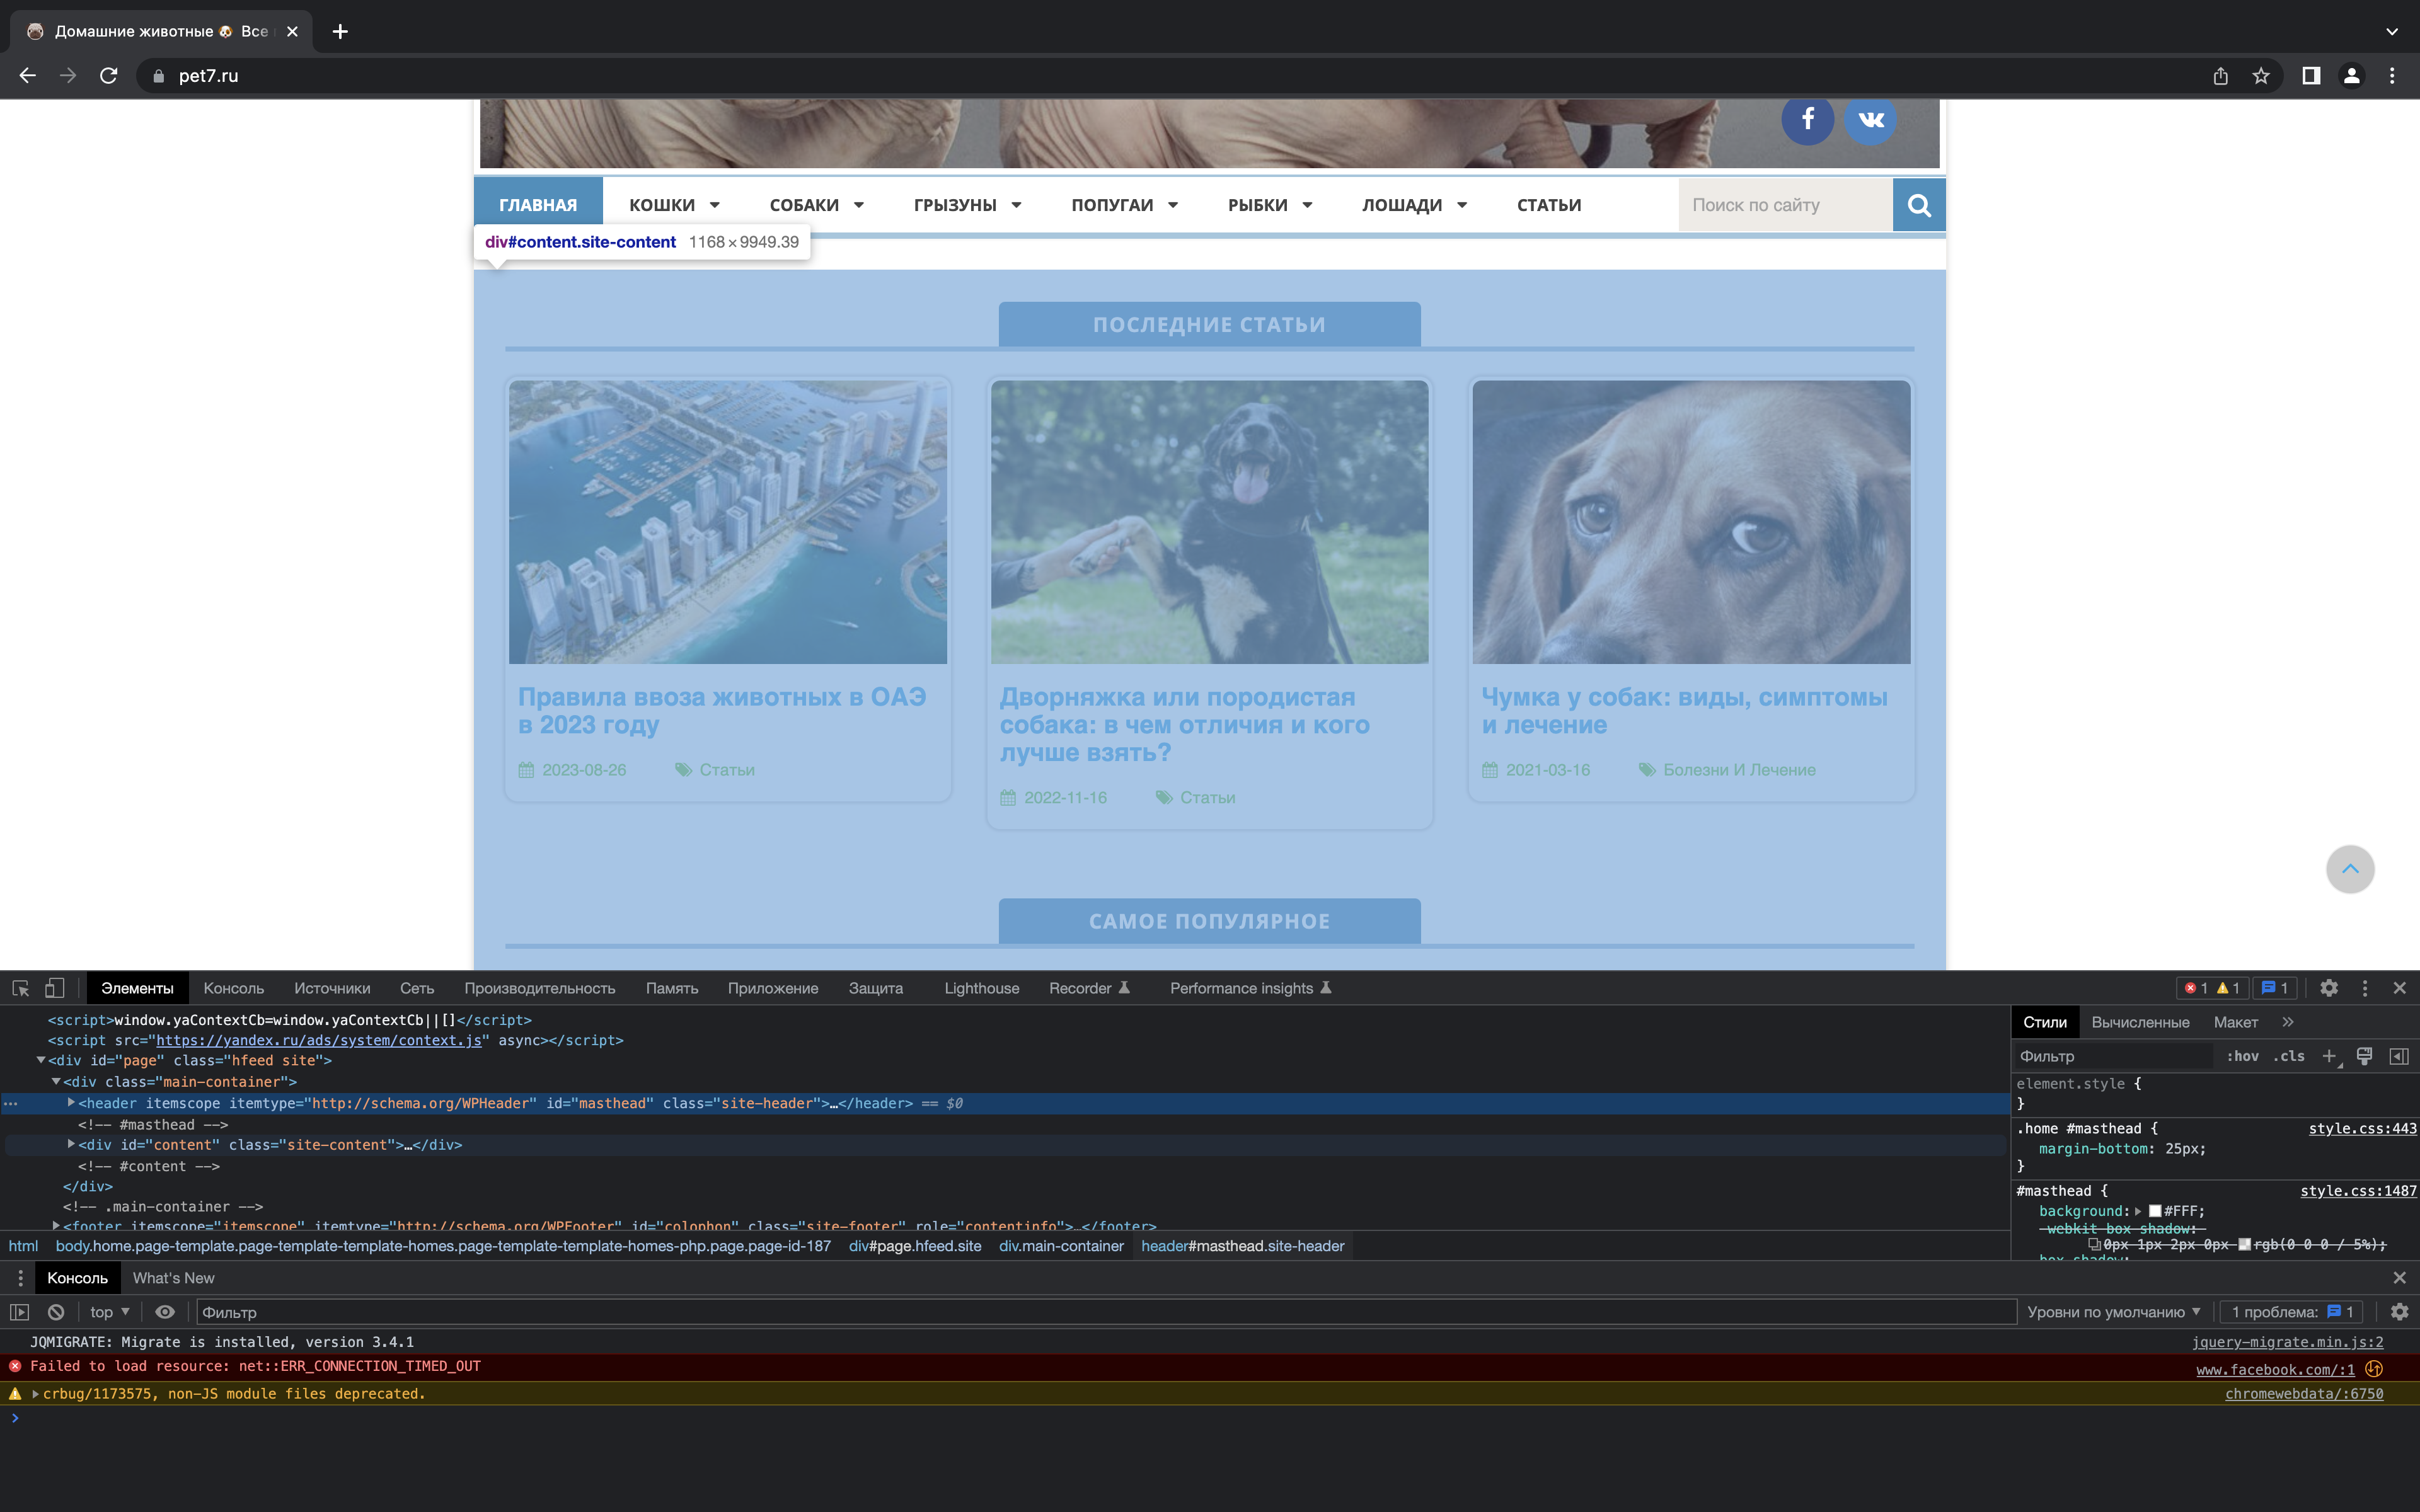 Домашние животные 🐶 Все
pet7.ru
ГЛАВНАЯ КОШКИ СОБАКИ ГРЫЗУНЫ ПОПУГАИ РЫБКИ ЛОШАДИ СТАТЬИ Поиск по сайту
div#content.site-content 1168 × 9949.39
ПОСЛЕДНИЕ СТАТЬИ
Правила ввоза животных в ОАЭ
в 2023 году
2023-08-26 Статьи
Дворняжка или породистая
собака: в чем отличия и кого
лучше взять?
2022-11-16 Статьи
Чумка у собак: виды, симптомы
и лечение
2021-03-16 Болезни И Лечение
САМОЕ ПОПУЛЯРНОЕ
Элементы Консоль Источники Сеть Производительность Память Приложение Защита Lighthouse Recorder Performance insights 1 1 1
<script>window.yaContextCb=window.yaContextCb||[]</script>
<script src="https://yandex.ru/ads/system/context.js" async></script>
<div id="page" class="hfeed site">
<div class="main-container">
<header itemscope itemtype="http://schema.org/WPHeader" id="masthead" class="site-header">…</header> == $0
<!-- #masthead -->
<div id="content" class="site-content">…</div>
<!-- #content -->
</div>
<!-- .main-container -->
<footer itemscope="itemscope" itemtype="http://schema.org/WPFooter" id="colophon" class="site-footer" role="contentinfo">…</footer>
html body.home.page-template.page-template-template-homes.page-template-template-homes-php.page.page-id-187 div#page.hfeed.site div.main-container header#masthead.site-header
Стили Вычисленные Макет
Фильтр :hov .cls
element.style {
}
.home #masthead { style.css:443
margin-bottom: 25px;
}
#masthead { style.css:1487
background: #FFF;
-webkit-box-shadow:
0px 1px 2px 0px rgb(0 0 0 / 5%);
box-shadow:
Консоль What's New
top Фильтр Уровни по умолчанию 1 проблема: 1
JQMIGRATE: Migrate is installed, version 3.4.1 jquery-migrate.min.js:2
Failed to load resource: net::ERR_CONNECTION_TIMED_OUT www.facebook.com/:1
crbug/1173575, non-JS module files deprecated. chromewebdata/:6750